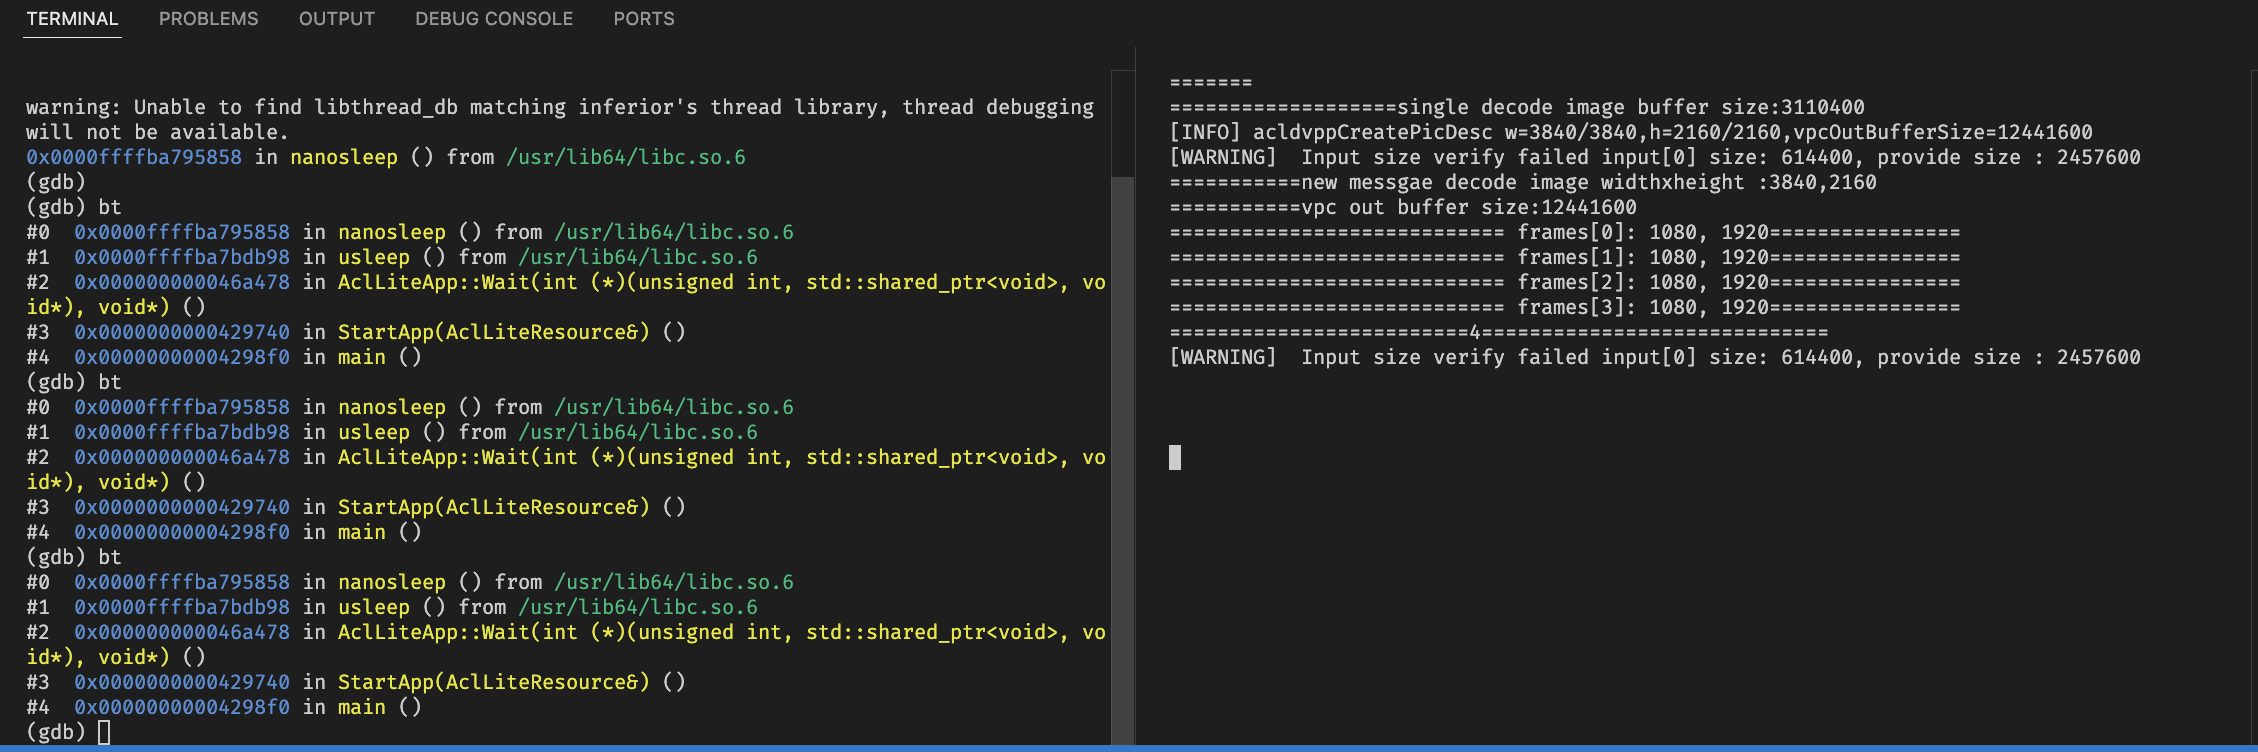 TERMINAL PROBLEMS OUTPUT DEBUG CONSOLE PORTS
warning: Unable to find libthread_db matching inferior's thread library, thread debugging
will not be available.
0x0000ffffba795858 in nanosleep () from /usr/lib64/libc.so.6
(gdb)
(gdb) bt
#0  0x0000ffffba795858 in nanosleep () from /usr/lib64/libc.so.6
#1  0x0000ffffba7bdb98 in usleep () from /usr/lib64/libc.so.6
#2  0x000000000046a478 in AclLiteApp::Wait(int (*)(unsigned int, std::shared_ptr<void>, vo
id*), void*) ()
#3  0x0000000000429740 in StartApp(AclLiteResource&) ()
#4  0x00000000004298f0 in main ()
(gdb) bt
#0  0x0000ffffba795858 in nanosleep () from /usr/lib64/libc.so.6
#1  0x0000ffffba7bdb98 in usleep () from /usr/lib64/libc.so.6
#2  0x000000000046a478 in AclLiteApp::Wait(int (*)(unsigned int, std::shared_ptr<void>, vo
id*), void*) ()
#3  0x0000000000429740 in StartApp(AclLiteResource&) ()
#4  0x00000000004298f0 in main ()
(gdb) bt
#0  0x0000ffffba795858 in nanosleep () from /usr/lib64/libc.so.6
#1  0x0000ffffba7bdb98 in usleep () from /usr/lib64/libc.so.6
#2  0x000000000046a478 in AclLiteApp::Wait(int (*)(unsigned int, std::shared_ptr<void>, vo
id*), void*) ()
#3  0x0000000000429740 in StartApp(AclLiteResource&) ()
#4  0x00000000004298f0 in main ()
(gdb)
=======
===================single decode image buffer size:3110400
[INFO] acldvppCreatePicDesc w=3840/3840,h=2160/2160,vpcOutBufferSize=12441600
[WARNING]  Input size verify failed input[0] size: 614400, provide size : 2457600
===========new messgae decode image widthxheight :3840,2160
===========vpc out buffer size:12441600
============================ frames[0]: 1080, 1920================
============================ frames[1]: 1080, 1920================
============================ frames[2]: 1080, 1920================
============================ frames[3]: 1080, 1920================
=========================4=============================
[WARNING]  Input size verify failed input[0] size: 614400, provide size : 2457600